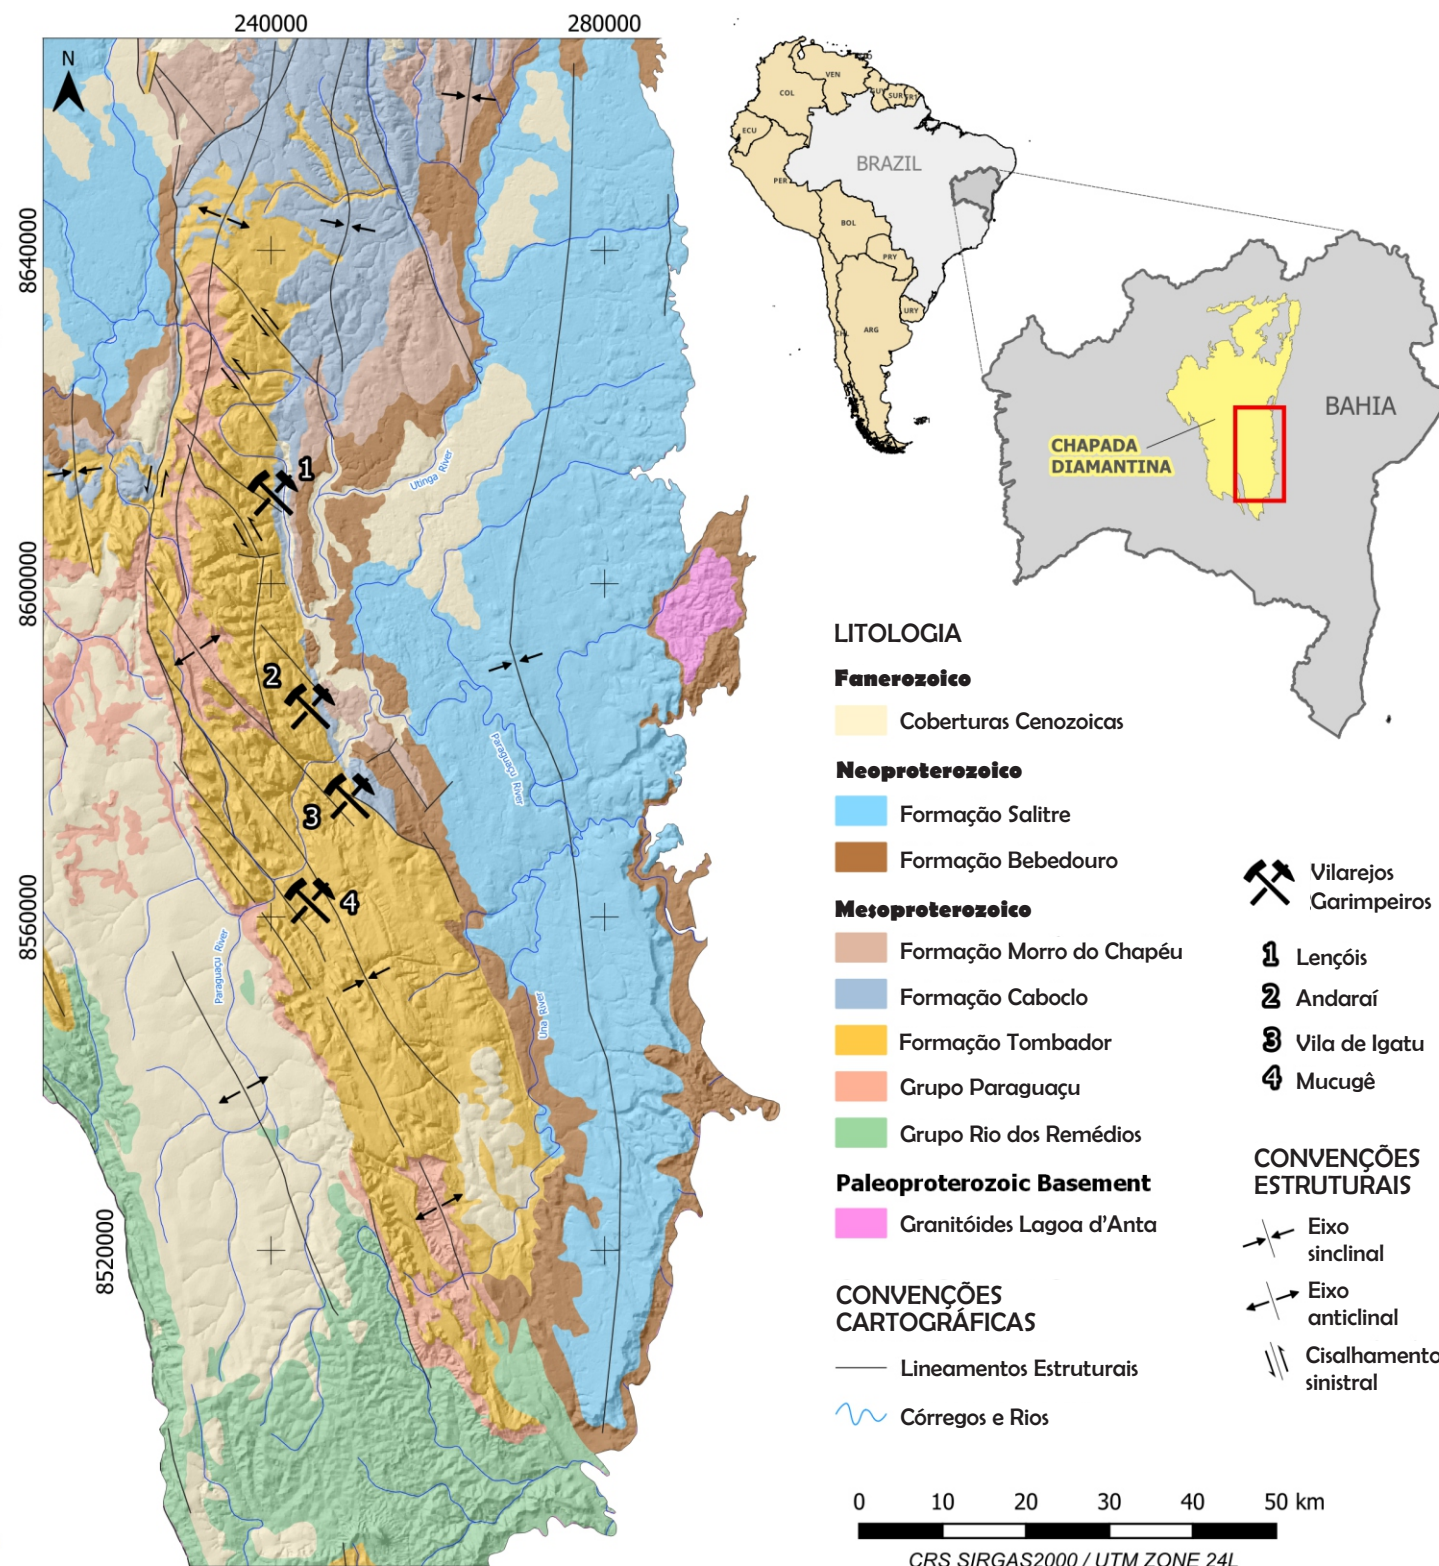 240000
280000
N
8640000
8600000
8560000
8520000
1
2
3
4
Utinga River
Paraguaçu River
Paraguaçu River
Una River
VEN
COL
SUR
ECU
BRAZIL
PER
BOL
PRY
ARG
URY
BAHIA
CHAPADA
DIAMANTINA
LITOLOGIA
Fanerozoico
Coberturas Cenozoicas
Neoproterozoico
Formação Salitre
Formação Bebedouro
Mesoproterozoico
Formação Morro do Chapéu
Formação Caboclo
Formação Tombador
Grupo Paraguaçu
Grupo Rio dos Remédios
Paleoproterozoic Basement
Granitóides Lagoa d'Anta
CONVENÇÕES
CARTOGRÁFICAS
Lineamentos Estruturais
Córregos e Rios
Vilarejos
Garimpeiros
1 Lençóis
2 Andaraí
3 Vila de Igatu
4 Mucugê
CONVENÇÕES
ESTRUTURAIS
Eixo
sinclinal
Eixo
anticlinal
Cisalhamento
sinistral
0 10 20 30 40 50 km
CRS SIRGAS2000 / UTM ZONE 24L